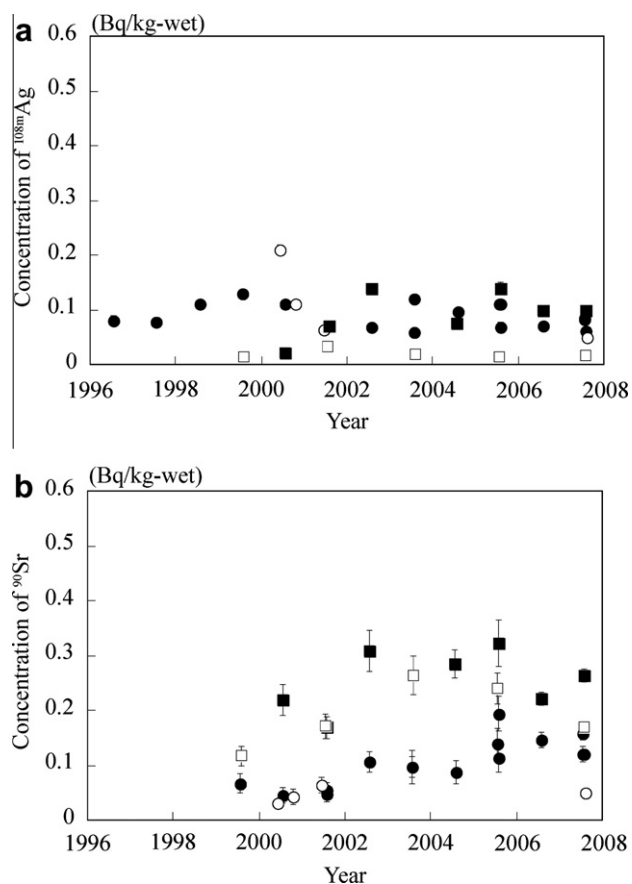 a
(Bq/kg-wet)
0.6
0.5
0.4
0.3
0.2
0.1
0
Concentration of ¹⁰⁸ᵐAg
1996 1998 2000 2002 2004 2006 2008
Year
b
(Bq/kg-wet)
0.6
0.5
0.4
0.3
0.2
0.1
0
Concentration of ⁹⁰Sr
1996 1998 2000 2002 2004 2006 2008
Year